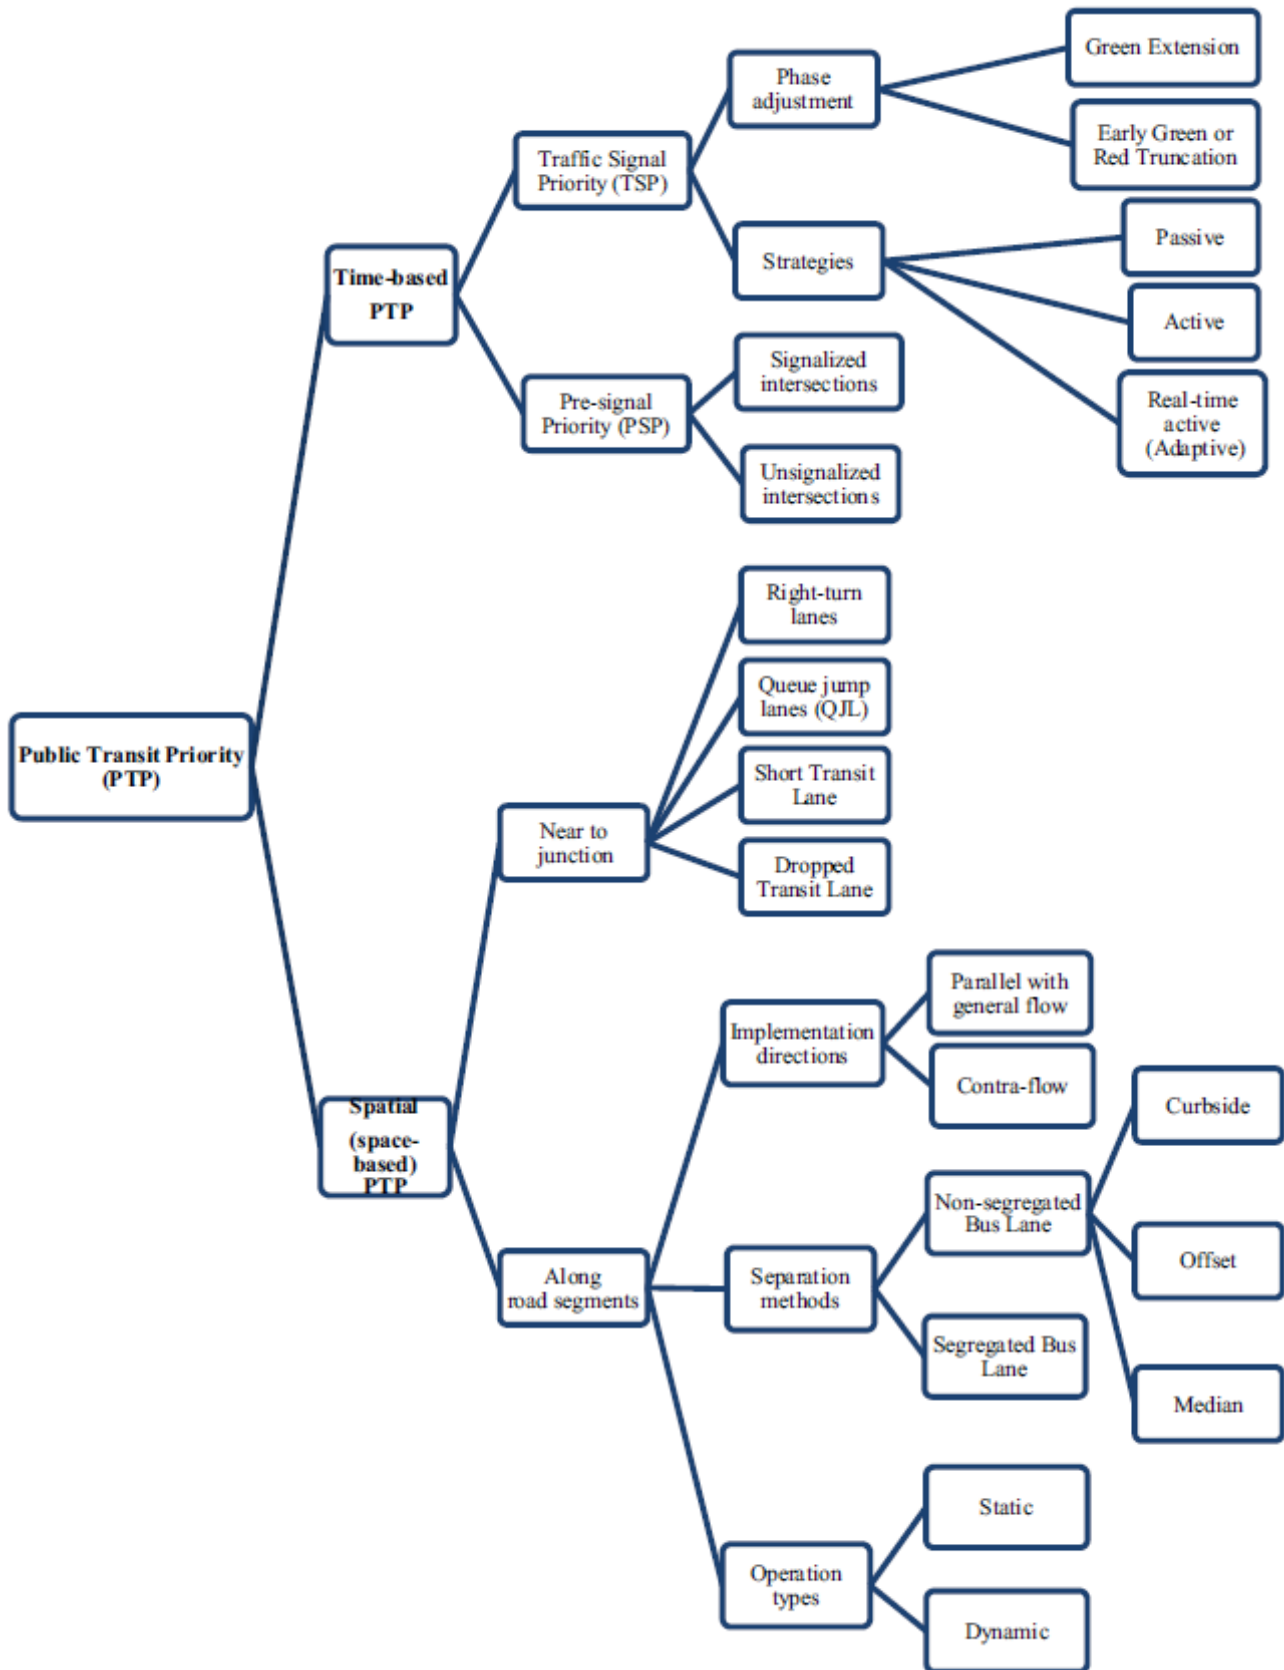 Public Transit Priority
(PTP)
Time-based
PTP
Traffic Signal
Priority (TSP)
Phase
adjustment
Green Extension
Early Green or
Red Truncation
Strategies
Passive
Active
Real-time
active
(Adaptive)
Pre-signal
Priority (PSP)
Signalized
intersections
Unsignalized
intersections
Spatial
(space-
based)
PTP
Near to
junction
Right-turn
lanes
Queue jump
lanes (QJL)
Short Transit
Lane
Dropped
Transit Lane
Along
road segments
Implementation
directions
Parallel with
general flow
Contra-flow
Separation
methods
Non-segregated
Bus Lane
Curbside
Offset
Median
Segregated Bus
Lane
Operation
types
Static
Dynamic